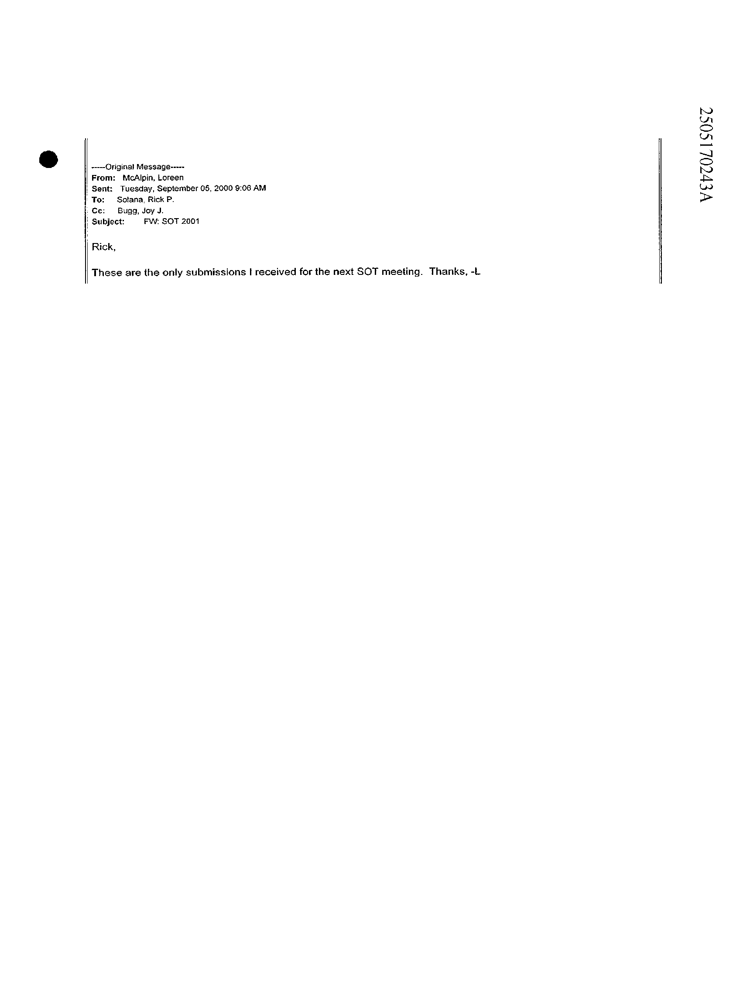 -----Original Message-----
From: McAlpin, Loreen
Sent: Tuesday, September 05, 2000 9:06 AM
To: Solana, Rick P.
Cc: Bugg, Joy J.
Subject: FW: SOT 2001
Rick,
These are the only submissions I received for the next SOT meeting. Thanks, -L
2505170243A